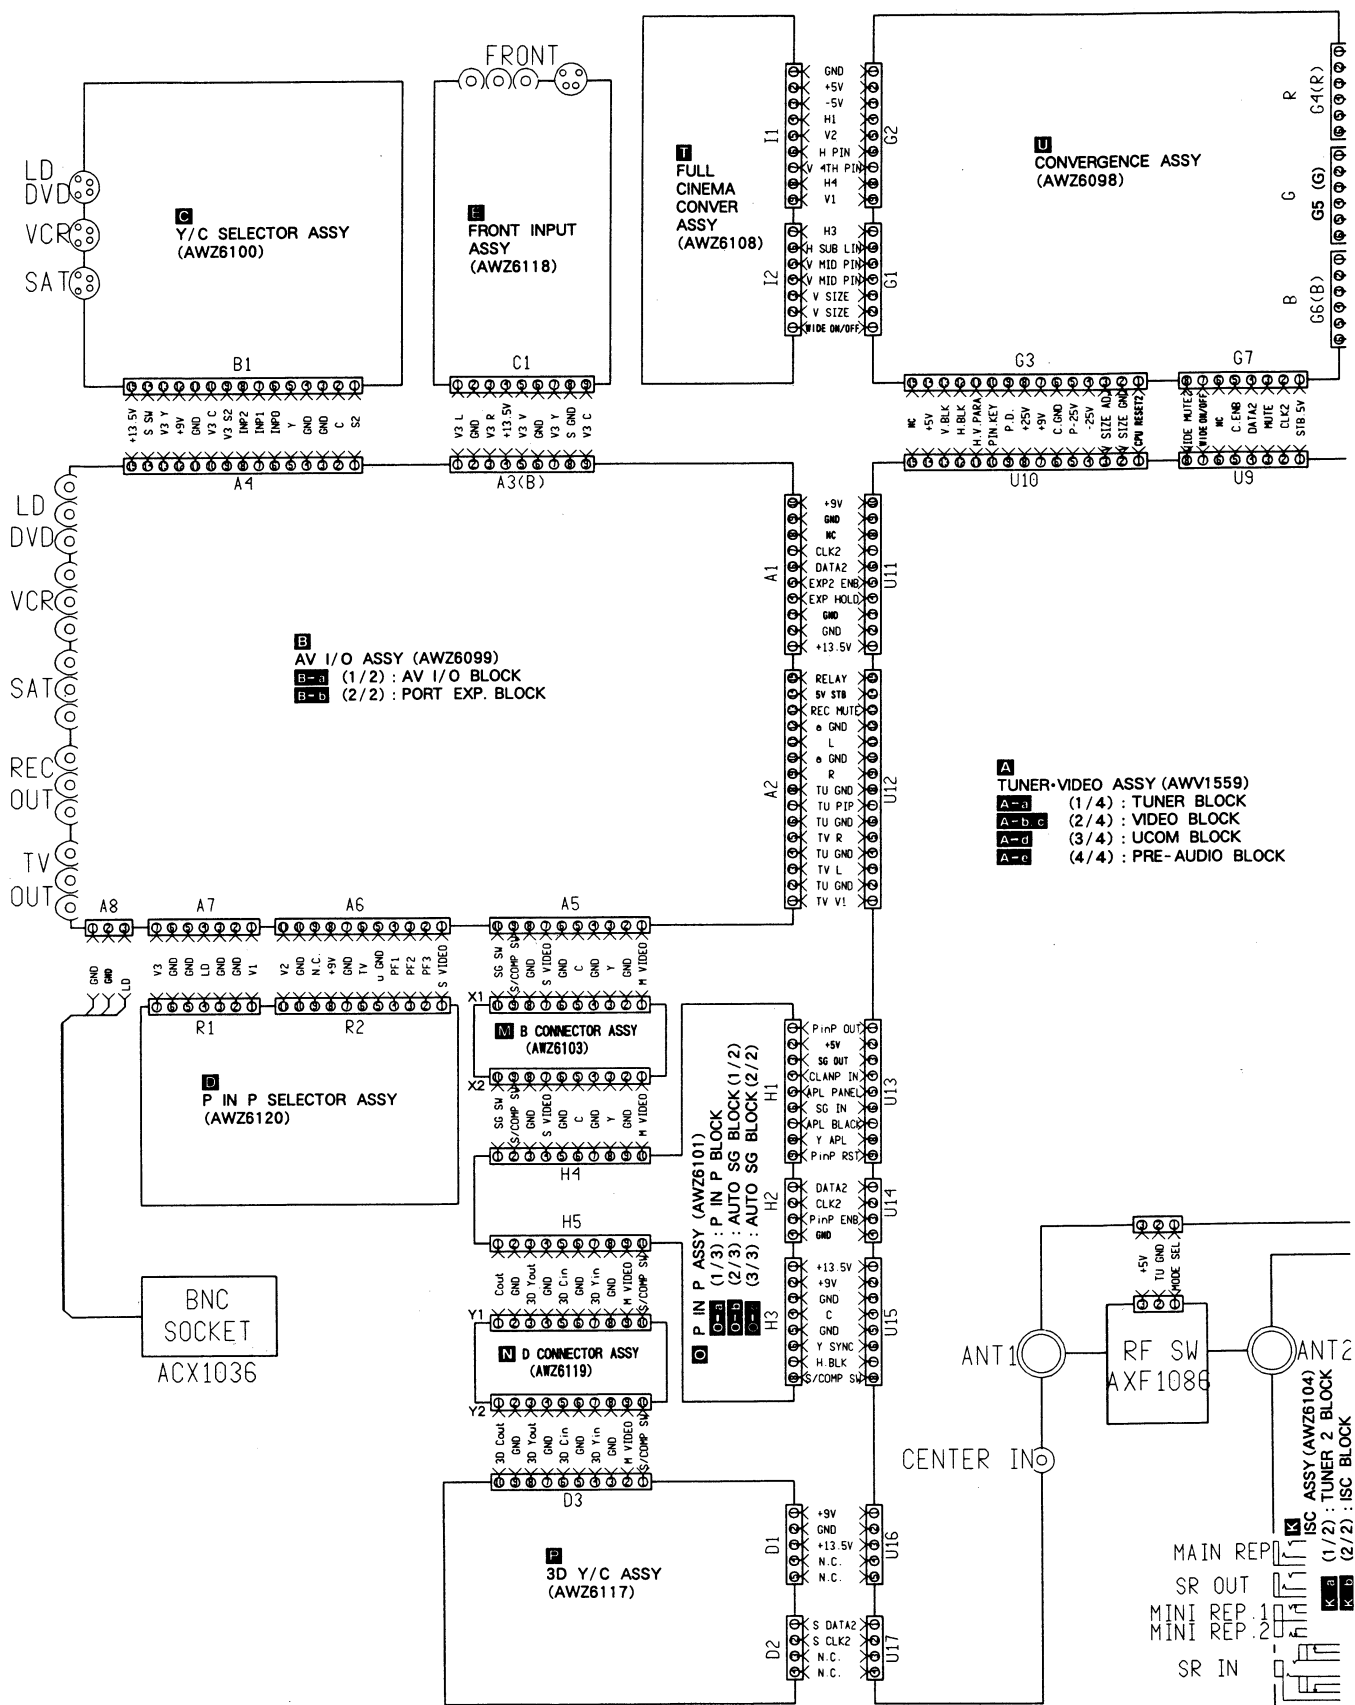 FRONT
LD
DVD
VCR
SAT
C
Y/C SELECTOR ASSY
(AWZ6100)
E
FRONT INPUT
ASSY
(AWZ6118)
T
FULL
CINEMA
CONVER
ASSY
(AWZ6108)
I1
GND
+5V
-5V
H1
V2
H PIN
V 4TH PIN
H4
V1
G2
I2
H3
H SUB LIN
V MID PIN
V MID PIN
V SIZE
V SIZE
WIDE ON/OFF
G1
U
CONVERGENCE ASSY
(AWZ6098)
R
G4(R)
G
G5 (G)
B
G6(B)
B1
+13.5V
S SW
V3 Y
+9V
GND
V3 C
V3 S2
INP2
INP1
INP0
Y
GND
GND
C
S2
A4
C1
V3 L
GND
V3 R
+13.5V
V3 V
GND
V3 Y
S GND
V3 C
A3(B)
G3
NC
+5V
V.BLK
H.BLK
H.V.PARA
PIN.KEY
P.D.
+25V
+9V
C.GND
P-25V
-25V
V SIZE ADJ
V SIZE GND
CPU RESET2
U10
G7
WIDE MUTE2
WIDE ON/OFF
NC
C.ENB
DATA2
MUTE
CLK2
STB.5V
U9
LD
DVD
VCR
SAT
REC
OUT
TV
OUT
B
AV I/O ASSY (AWZ6099)
B-a (1/2) : AV I/O BLOCK
B-b (2/2) : PORT EXP. BLOCK
A1
+9V
GND
NC
CLK2
DATA2
EXP2 ENB
EXP HOLD
GND
GND
+13.5V
U11
A2
RELAY
5V STB
REC MUTE
a GND
L
a GND
R
TU GND
TU PIP
TU GND
TV R
TU GND
TV L
TU GND
TV V!
U12
A
TUNER•VIDEO ASSY (AWV1559)
A-a (1/4) : TUNER BLOCK
A-b.c (2/4) : VIDEO BLOCK
A-d (3/4) : UCOM BLOCK
A-e (4/4) : PRE-AUDIO BLOCK
A8
GND
GND
LD
A7
V3
GND
GND
LD
GND
GND
V1
R1
A6
V2
GND
N.C.
+9V
GND
TV
u GND
PF1
PF2
PF3
S VIDEO
R2
A5
SG SW
S/COMP SW
GND
S VIDEO
GND
C
GND
Y
GND
M VIDEO
X1
M B CONNECTOR ASSY
(AWZ6103)
X2
SG SW
S/COMP SW
GND
S VIDEO
GND
C
GND
Y
GND
M VIDEO
H4
D
P IN P SELECTOR ASSY
(AWZ6120)
O P IN P ASSY (AWZ6101)
O-a (1/3) : P IN P BLOCK
O-b (2/3) : AUTO SG BLOCK (1/2)
(3/3) : AUTO SG BLOCK (2/2)
H1
PinP OUT
+5V
SG OUT
CLANP IN
APL PANEL
SG IN
APL BLACK
Y APL
PinP RST
U13
H2
DATA2
CLK2
PinP ENB
GND
U14
H3
+13.5V
+9V
GND
C
GND
Y SYNC
H.BLK
S/COMP SW
U15
H5
Cout
GND
3D Yout
GND
3D Cin
GND
3D Yin
GND
M VIDEO
S/COMP SW
Y1
N D CONNECTOR ASSY
(AWZ6119)
Y2
3D Cout
GND
3D Yout
GND
3D Cin
GND
3D Yin
GND
M VIDEO
S/COMP SW
D3
BNC
SOCKET
ACX1036
P
3D Y/C ASSY
(AWZ6117)
D1
+9V
GND
+13.5V
N.C.
N.C.
U16
D2
S DATA2
S CLK2
N.C.
N.C.
U17
+5V
TU GND
MODE SEL
ANT1
RF SW
AXF1086
ANT2
CENTER IN
K ISC ASSY (AWZ6104)
K a (1/2) : TUNER 2 BLOCK
K b (2/2) : ISC BLOCK
MAIN REP
SR OUT
MINI REP.1
MINI REP.2
SR IN